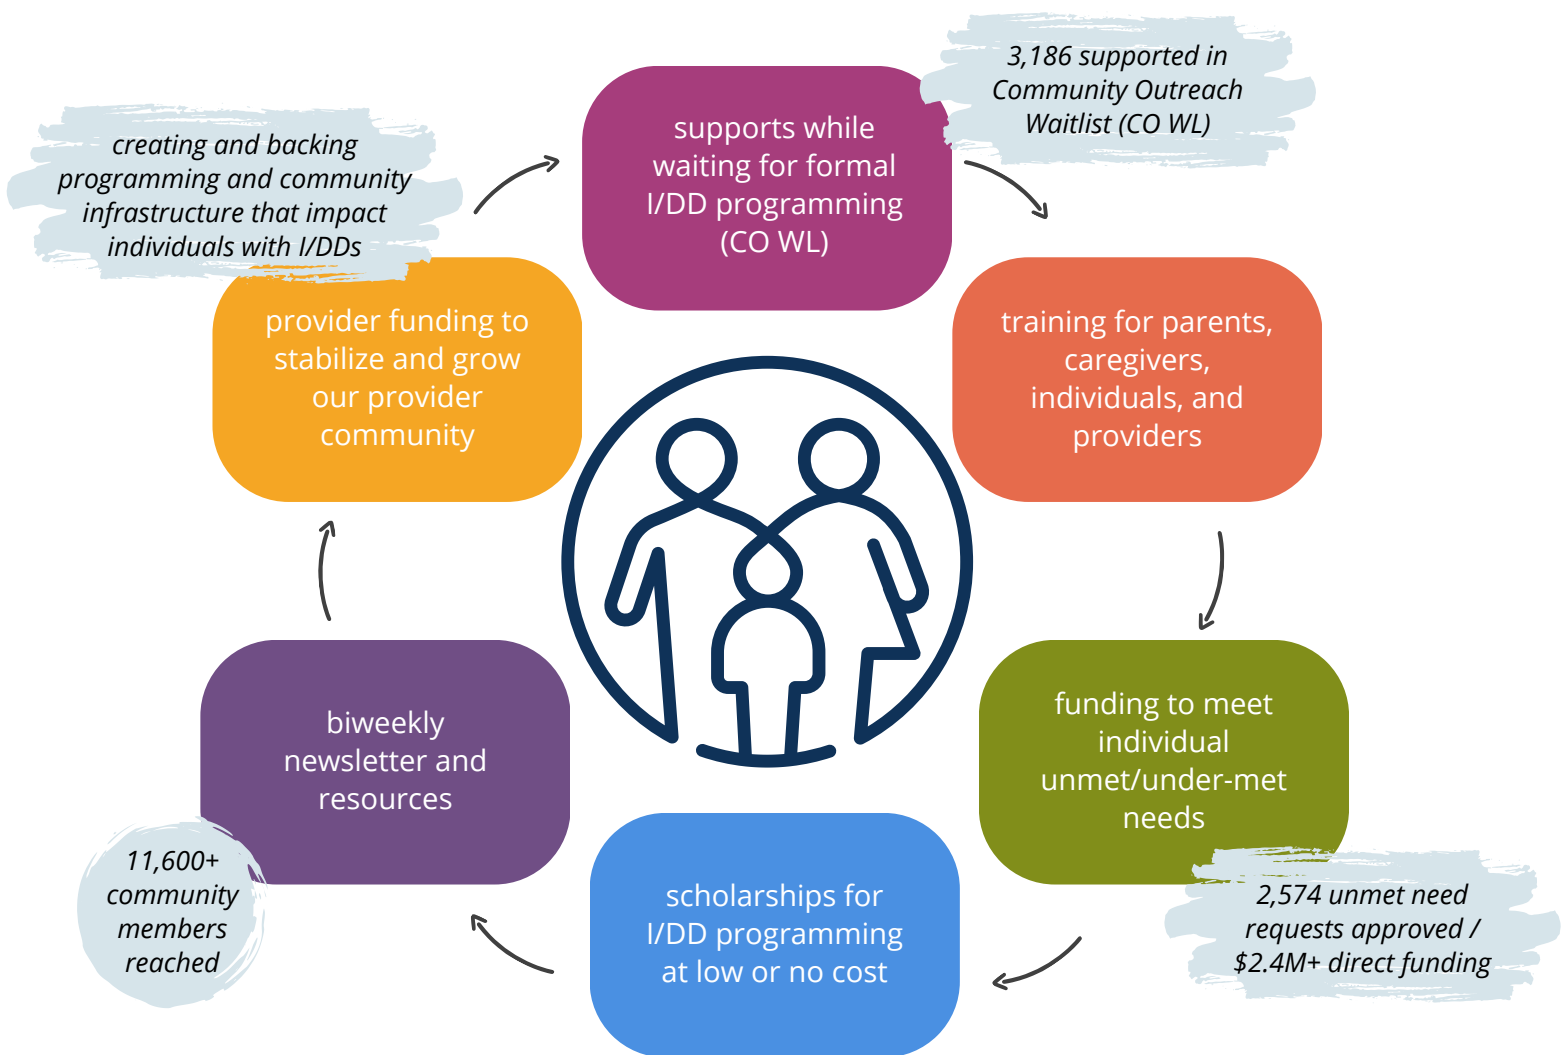 3,186 supported in
Community Outreach
Waitlist (CO WL)
supports while
waiting for formal
I/DD programming
(CO WL)
creating and backing
programming and community
infrastructure that impact
individuals with I/DDs
provider funding to
stabilize and grow
our provider
community
training for parents,
caregivers,
individuals, and
providers
biweekly
newsletter and
resources
11,600+
community
members
reached
funding to meet
individual
unmet/under-met
needs
2,574 unmet need
requests approved /
$2.4M+ direct funding
scholarships for
I/DD programming
at low or no cost